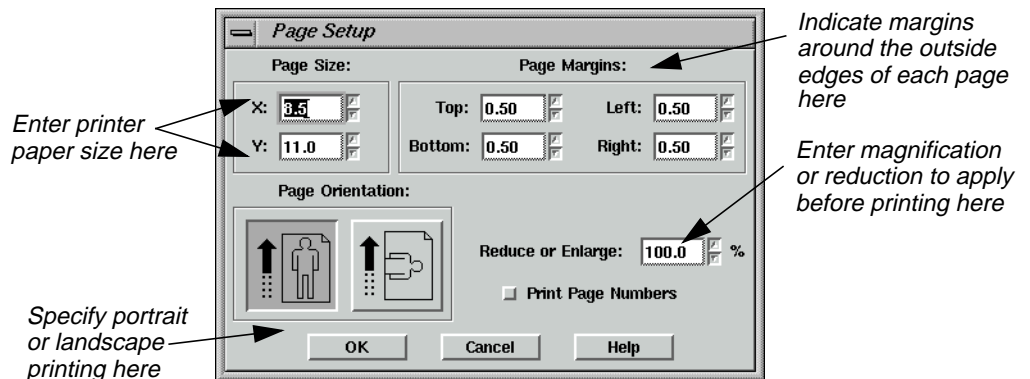 Page Setup
Page Size:
Page Margins:
X: 8.5
Y: 11.0
Top: 0.50
Left: 0.50
Bottom: 0.50
Right: 0.50
Page Orientation:
Reduce or Enlarge: 100.0 %
Print Page Numbers
OK
Cancel
Help
Enter printer
paper size here
Specify portrait
or landscape
printing here
Indicate margins
around the outside
edges of each page
here
Enter magnification
or reduction to apply
before printing here